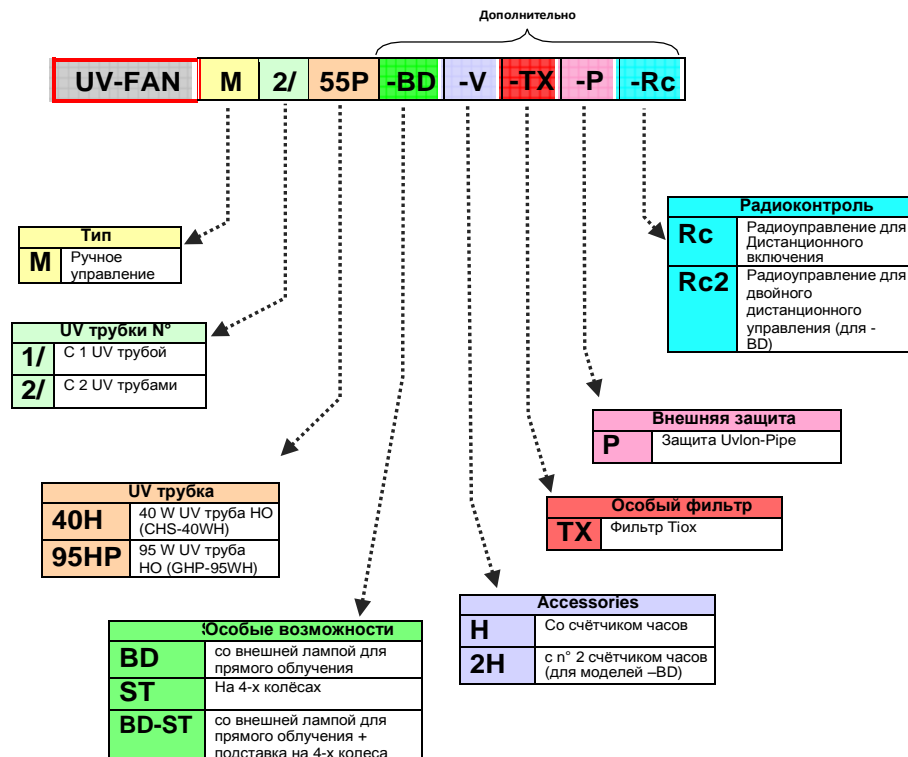 Дополнительно
UV-FAN M 2/ 55P -BD -V -TX -P -Rc
Тип
M Ручное
управление
UV трубки N°
1/ С 1 UV трубой
2/ С 2 UV трубами
UV трубка
40H 40 W UV труба HO
(CHS-40WH)
95HP 95 W UV труба
HO (GHP-95WH)
Особые возможности
BD со внешней лампой для
прямого облучения
ST На 4-х колёсах
BD-ST со внешней лампой для
прямого облучения +
подставка на 4-х колеса
Accessories
H Со счётчиком часов
2H с n° 2 счётчиком часов
(для моделей –BD)
Особый фильтр
TX Фильтр Tiox
Внешняя защита
P Защита Uvlon-Pipe
Радиоконтроль
Rc Радиоуправление для
Дистанционного
включения
Rc2 Радиоуправление для
двойного
дистанционного
управления (для -
BD)